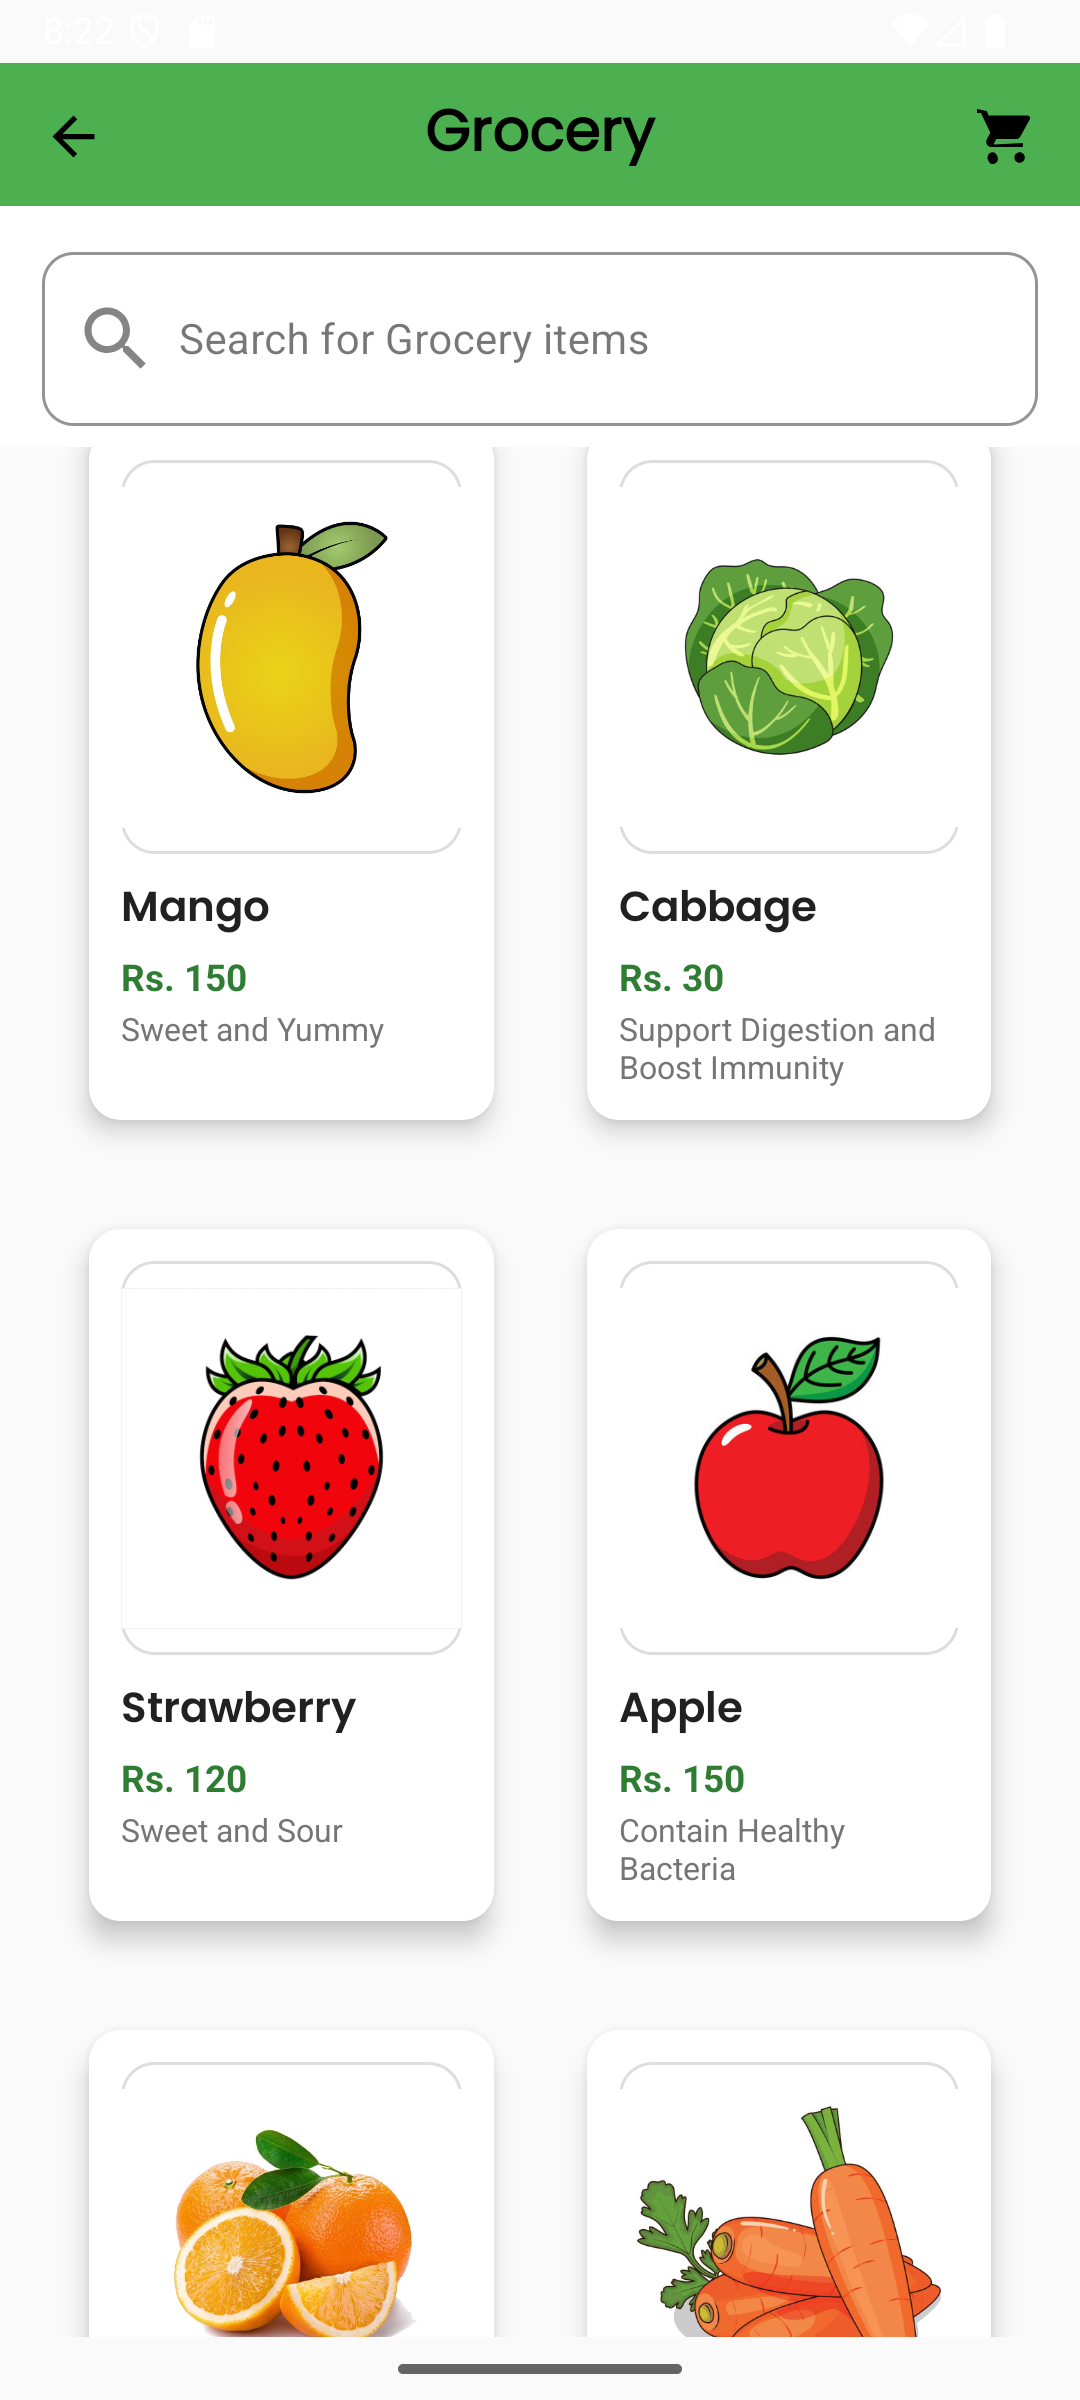 8:22
Grocery
Search for Grocery items
Mango
Rs. 150
Sweet and Yummy
Cabbage
Rs. 30
Support Digestion and
Boost Immunity
Strawberry
Rs. 120
Sweet and Sour
Apple
Rs. 150
Contain Healthy
Bacteria